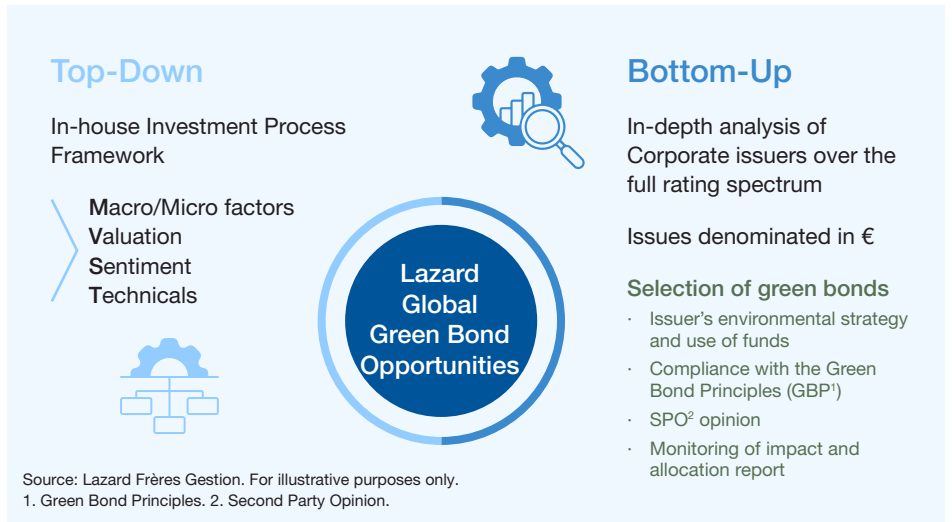 Top-Down
In-house Investment Process
Framework
Macro/Micro factors
Valuation
Sentiment
Technicals
Lazard
Global
Green Bond
Opportunities
Bottom-Up
In-depth analysis of
Corporate issuers over the
full rating spectrum
Issues denominated in €
Selection of green bonds
· Issuer’s environmental strategy
and use of funds
· Compliance with the Green
Bond Principles (GBP¹)
· SPO² opinion
· Monitoring of impact and
allocation report
Source: Lazard Frères Gestion. For illustrative purposes only.
1. Green Bond Principles. 2. Second Party Opinion.